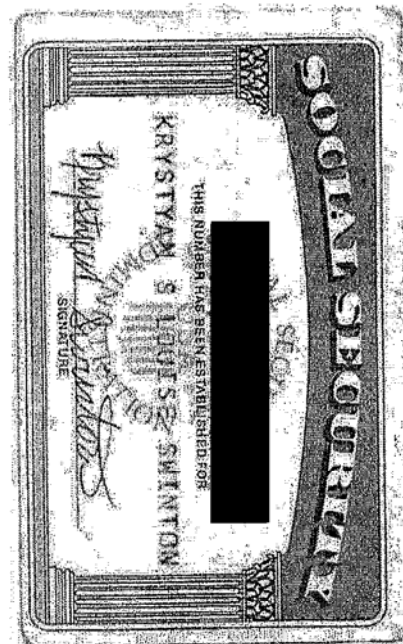 SOCIAL SECURITY
THIS NUMBER HAS BEEN ESTABLISHED FOR
KRYSTYAN S LOUISE SWINTON
SIGNATURE